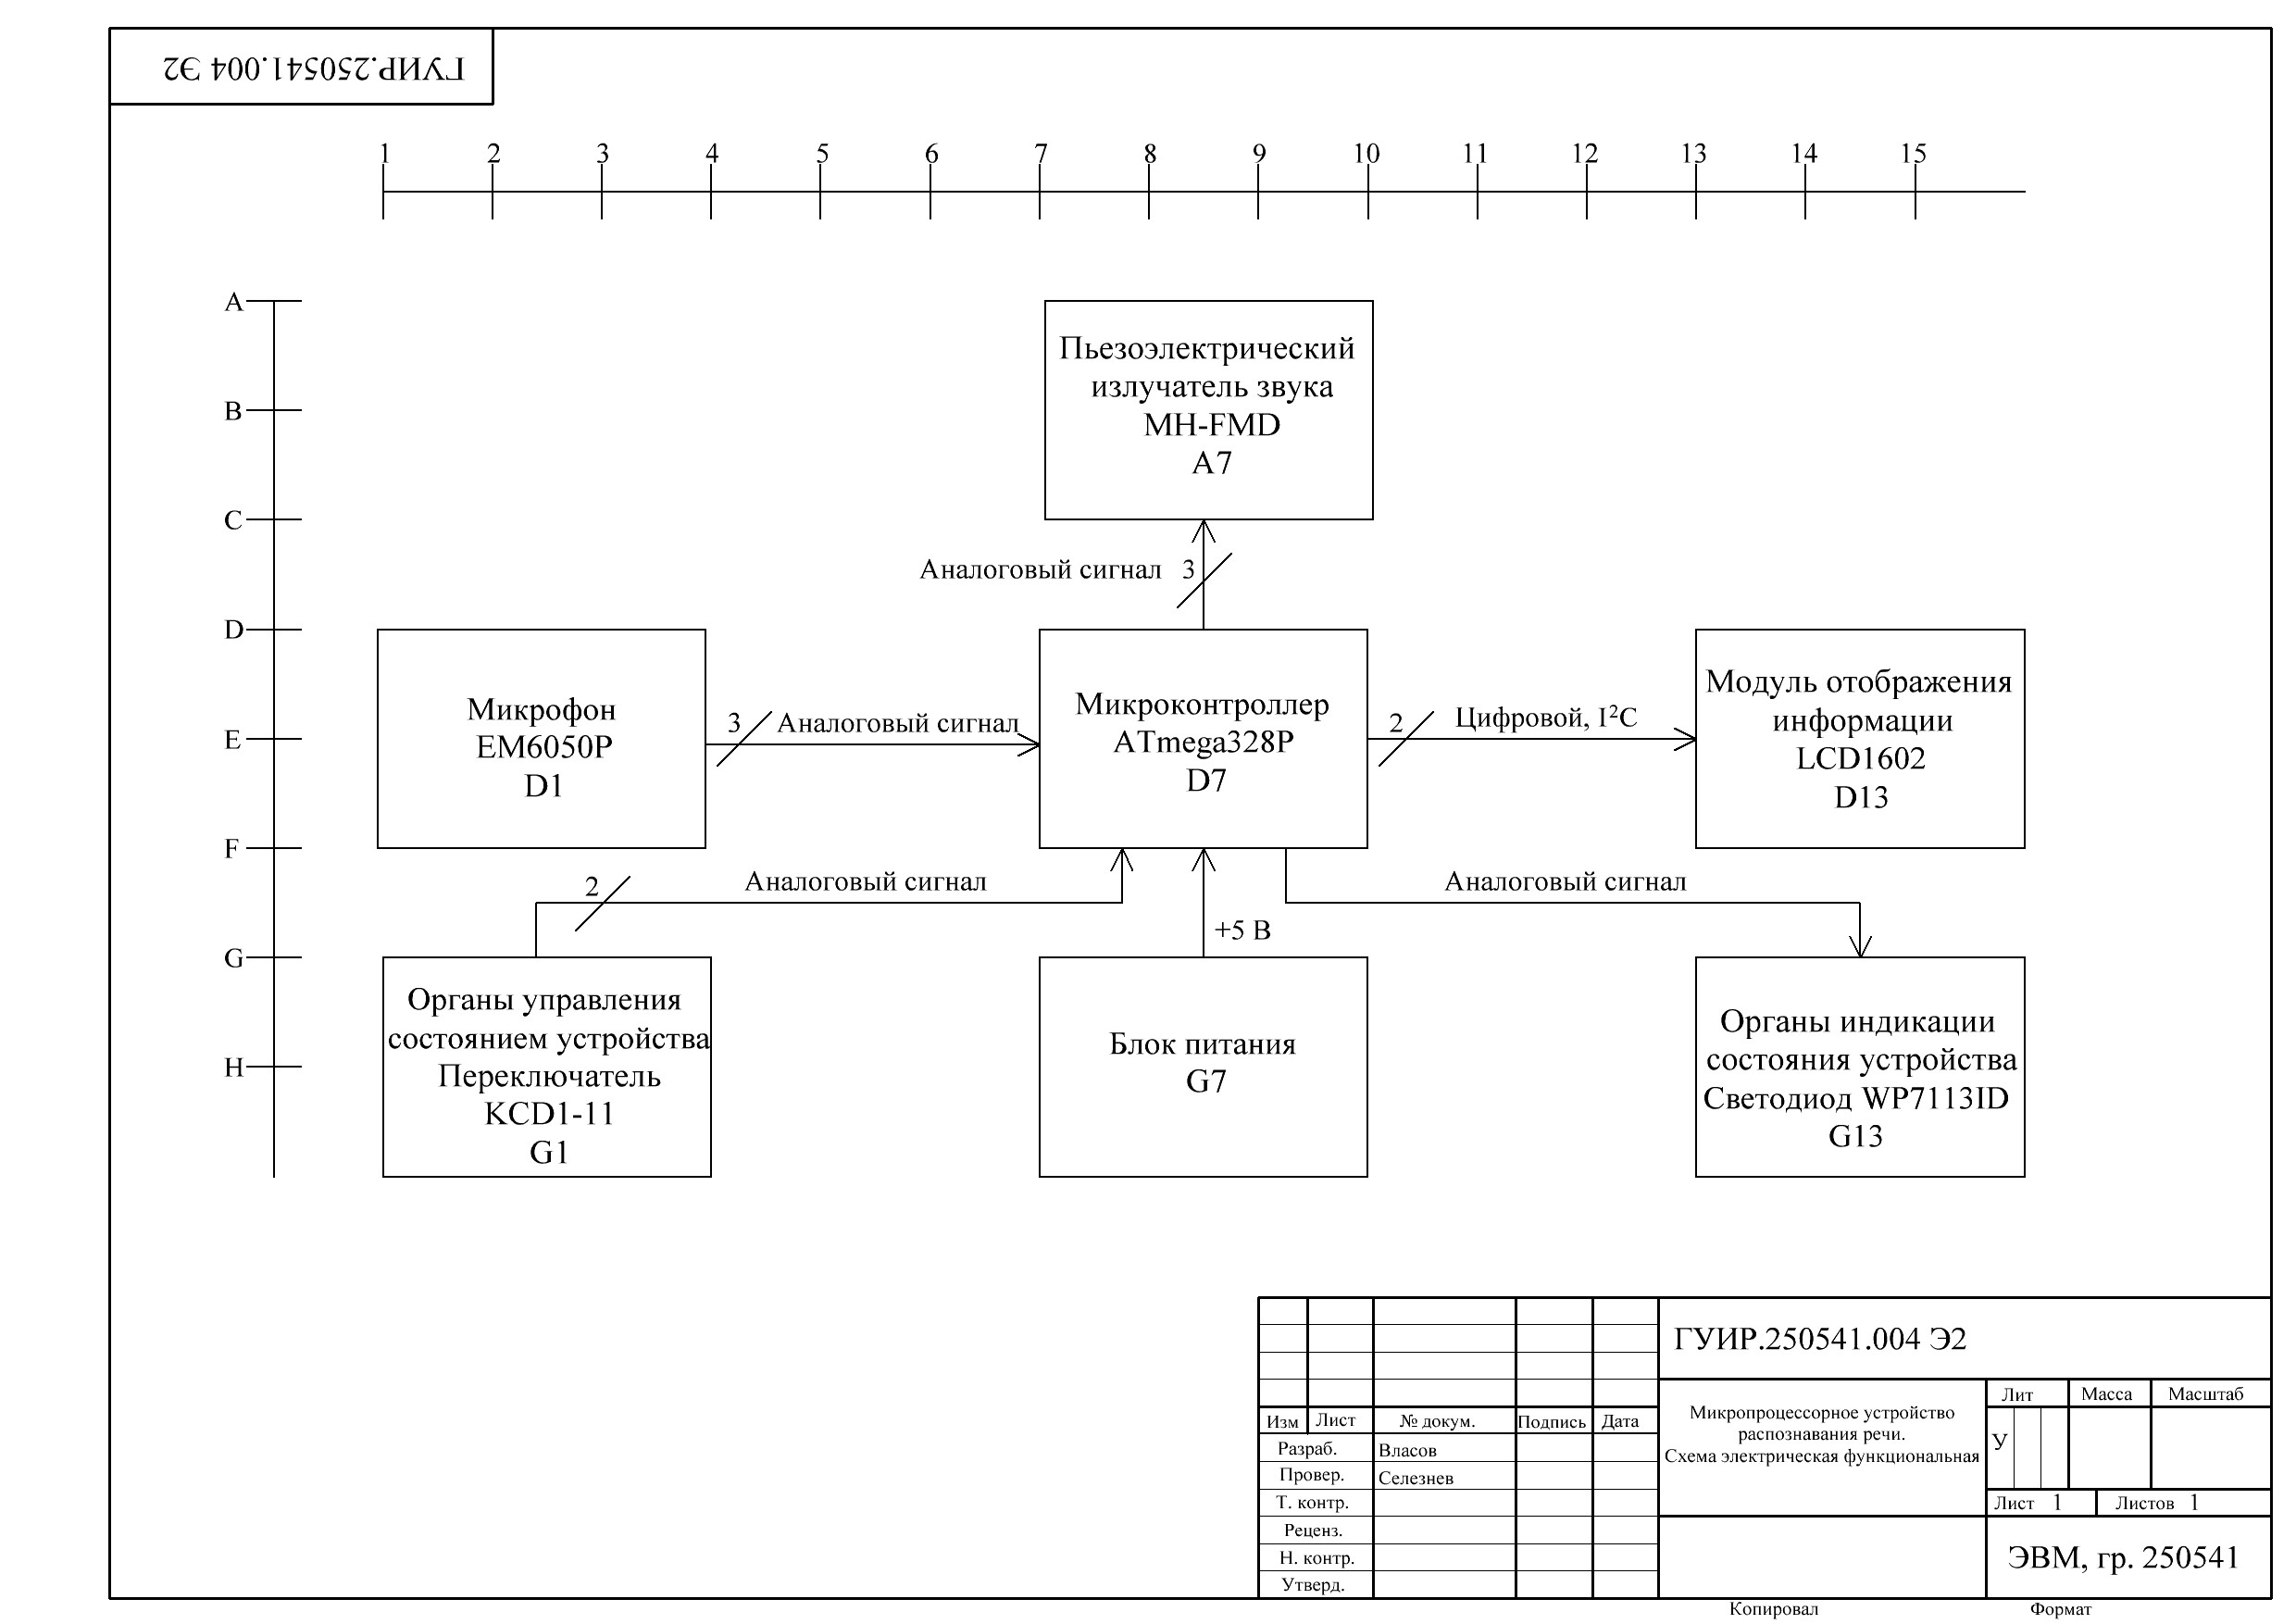 ГУИР.250541.004 Э2
1 2 3 4 5 6 7 8 9 10 11 12 13 14 15
A
B
C
D
E
F
G
H
Пьезоэлектрический
излучатель звука
MH-FMD
A7
Аналоговый сигнал 3
Микрофон
EM6050P
D1
3 Аналоговый сигнал
Микроконтроллер
ATmega328P
D7
2 Цифровой, I²C
Модуль отображения
информации
LCD1602
D13
2 Аналоговый сигнал
+5 В
Аналоговый сигнал
Органы управления
состоянием устройства
Переключатель
KCD1-11
G1
Блок питания
G7
Органы индикации
состояния устройства
Светодиод WP7113ID
G13
ГУИР.250541.004 Э2
Изм Лист № докум. Подпись Дата
Разраб. Власов
Провер. Селезнев
Т. контр.
Реценз.
Н. контр.
Утверд.
Микропроцессорное устройство
распознавания речи.
Схема электрическая функциональная
Лит Масса Масштаб
У
Лист 1 Листов 1
ЭВМ, гр. 250541
Копировал Формат